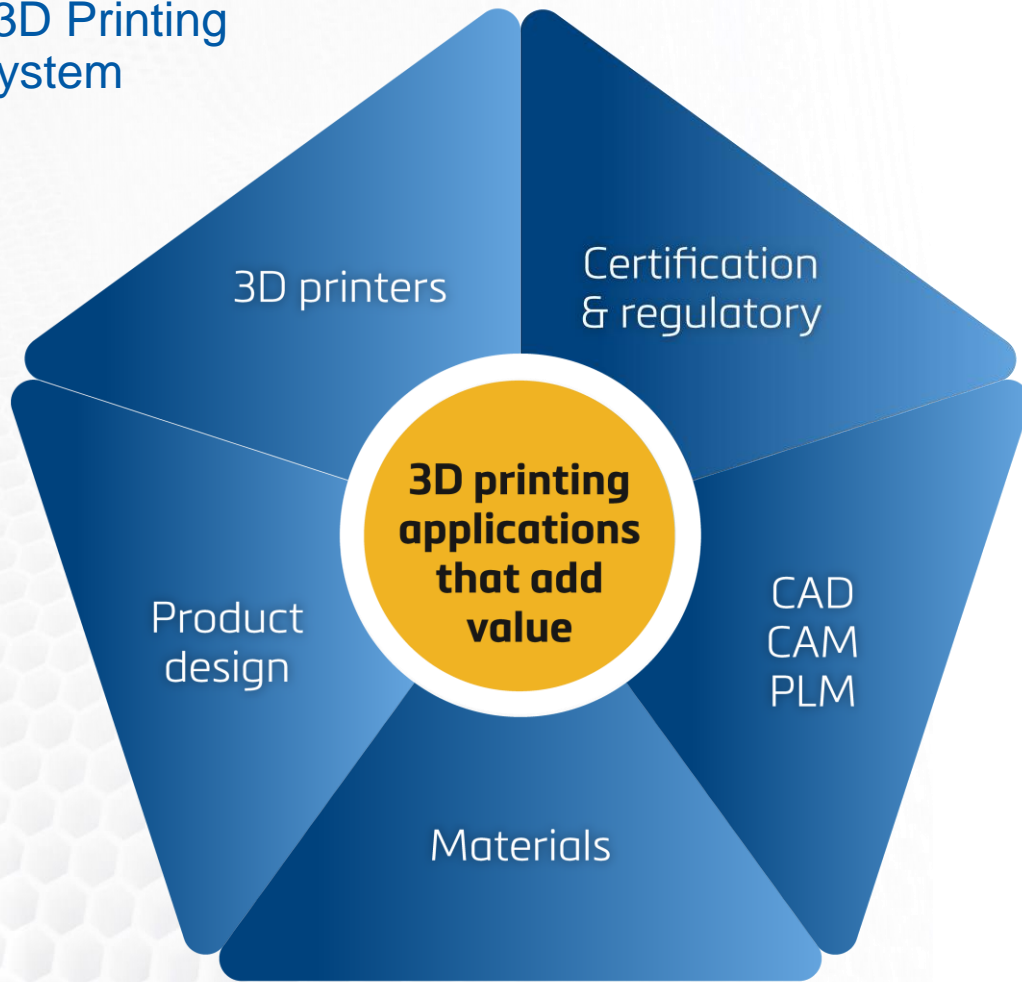 3D Printing
ystem
3D printers
Certification
& regulatory
3D printing
applications
that add
value
Product
design
CAD
CAM
PLM
Materials